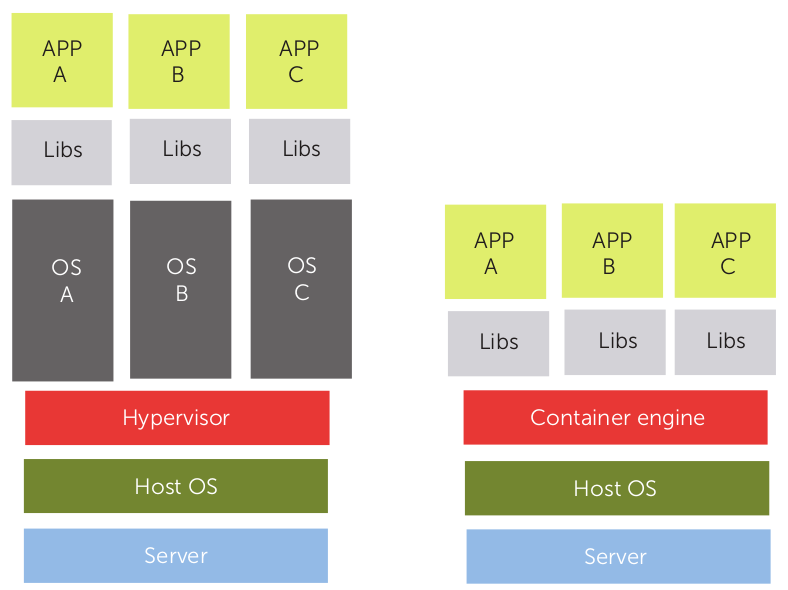 APP
A
APP
B
APP
C
Libs
Libs
Libs
OS
A
OS
B
OS
C
Hypervisor
Host OS
Server
APP
A
APP
B
APP
C
Libs
Libs
Libs
Container engine
Host OS
Server